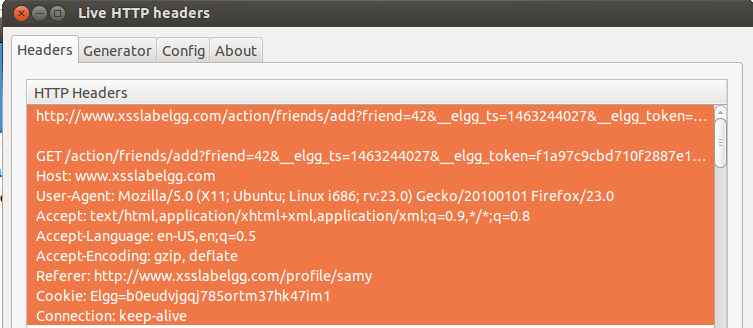 Live HTTP headers
Headers Generator Config About
HTTP Headers
http://www.xsslabelgg.com/action/friends/add?friend=42&__elgg_ts=1463244027&__elgg_token=...
GET /action/friends/add?friend=42&__elgg_ts=1463244027&__elgg_token=f1a97c9cbd710f2887e1...
Host: www.xsslabelgg.com
User-Agent: Mozilla/5.0 (X11; Ubuntu; Linux i686; rv:23.0) Gecko/20100101 Firefox/23.0
Accept: text/html,application/xhtml+xml,application/xml;q=0.9,*/*;q=0.8
Accept-Language: en-US,en;q=0.5
Accept-Encoding: gzip, deflate
Referer: http://www.xsslabelgg.com/profile/samy
Cookie: Elgg=b0eudvjgqj785ortm37hk47im1
Connection: keep-alive